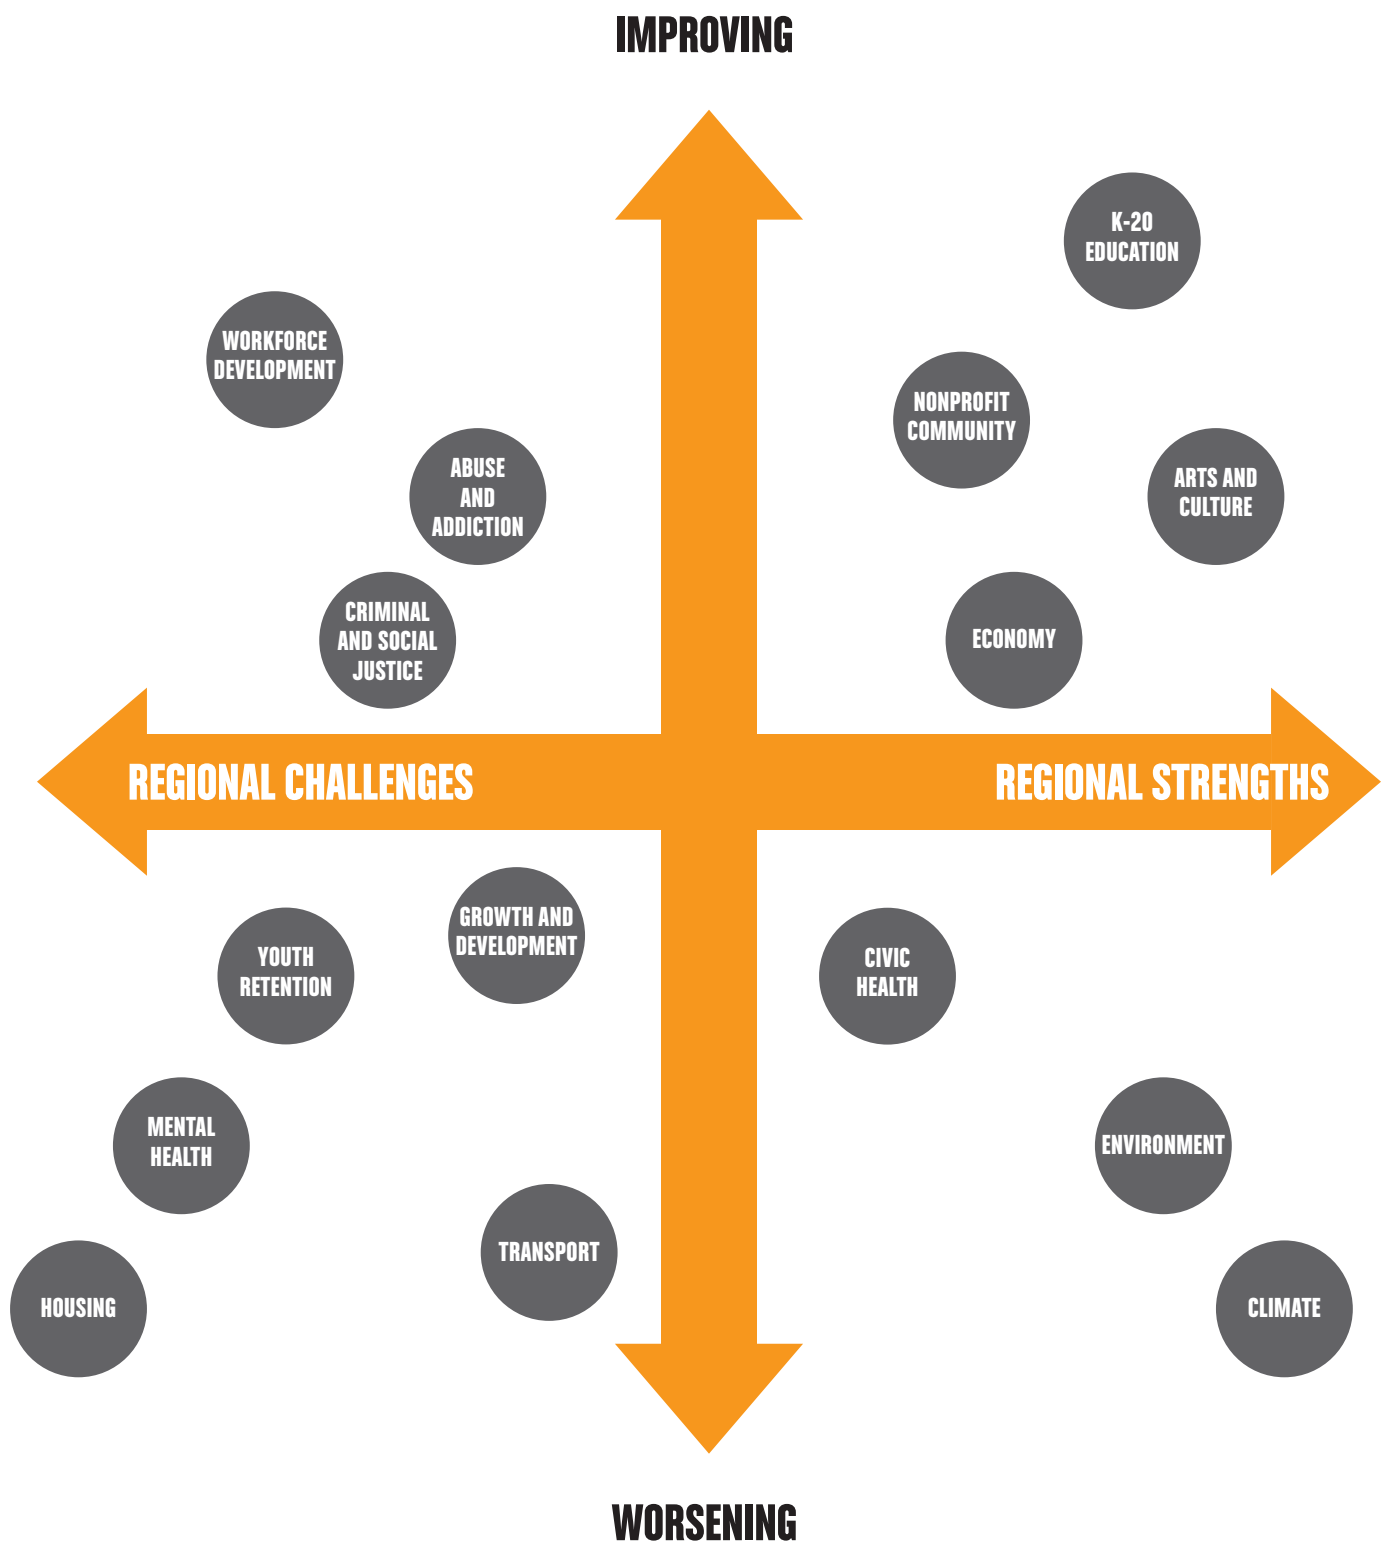 IMPROVING
K-20
EDUCATION
WORKFORCE
DEVELOPMENT
NONPROFIT
COMMUNITY
ABUSE
AND
ADDICTION
ARTS AND
CULTURE
CRIMINAL
AND SOCIAL
JUSTICE
ECONOMY
REGIONAL CHALLENGES
REGIONAL STRENGTHS
GROWTH AND
DEVELOPMENT
YOUTH
RETENTION
CIVIC
HEALTH
MENTAL
HEALTH
ENVIRONMENT
TRANSPORT
HOUSING
CLIMATE
WORSENING